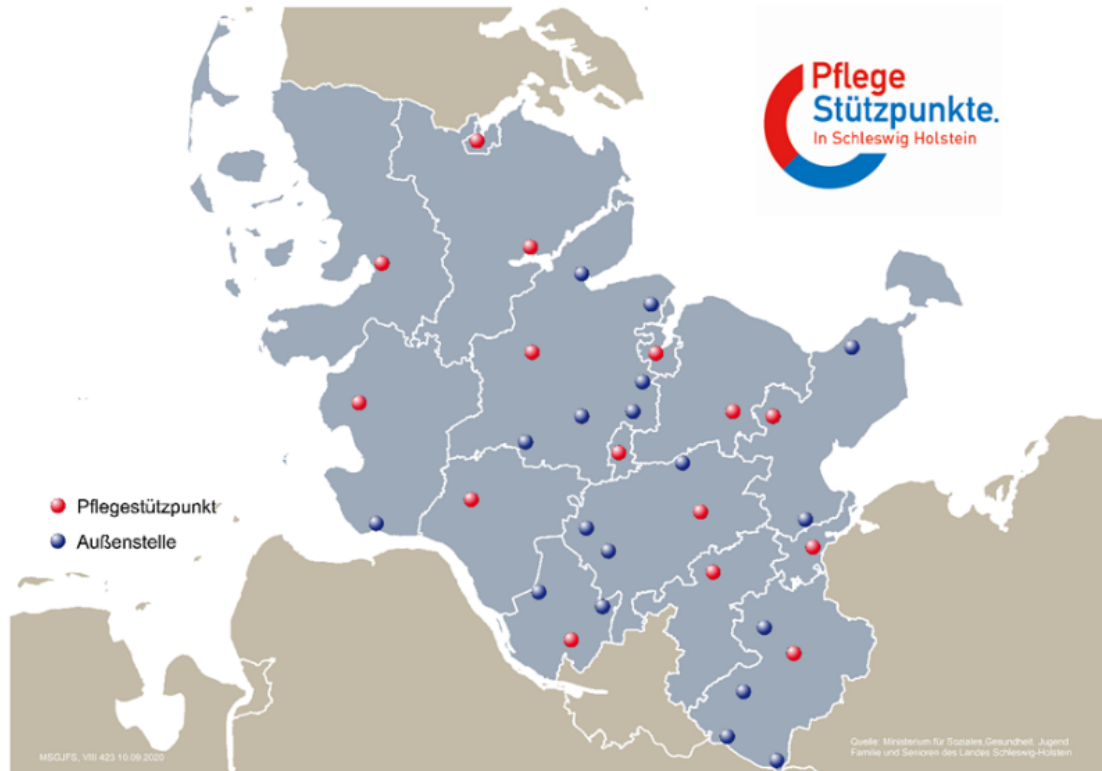 Pflege
Stützpunkte.
In Schleswig Holstein
Pflegestützpunkt
Außenstelle
MSGJFS, VIII 423 10.09.2020
Quelle: Ministerium für Soziales,Gesundheit, Jugend
Familie und Senioren des Landes Schleswig-Holstein